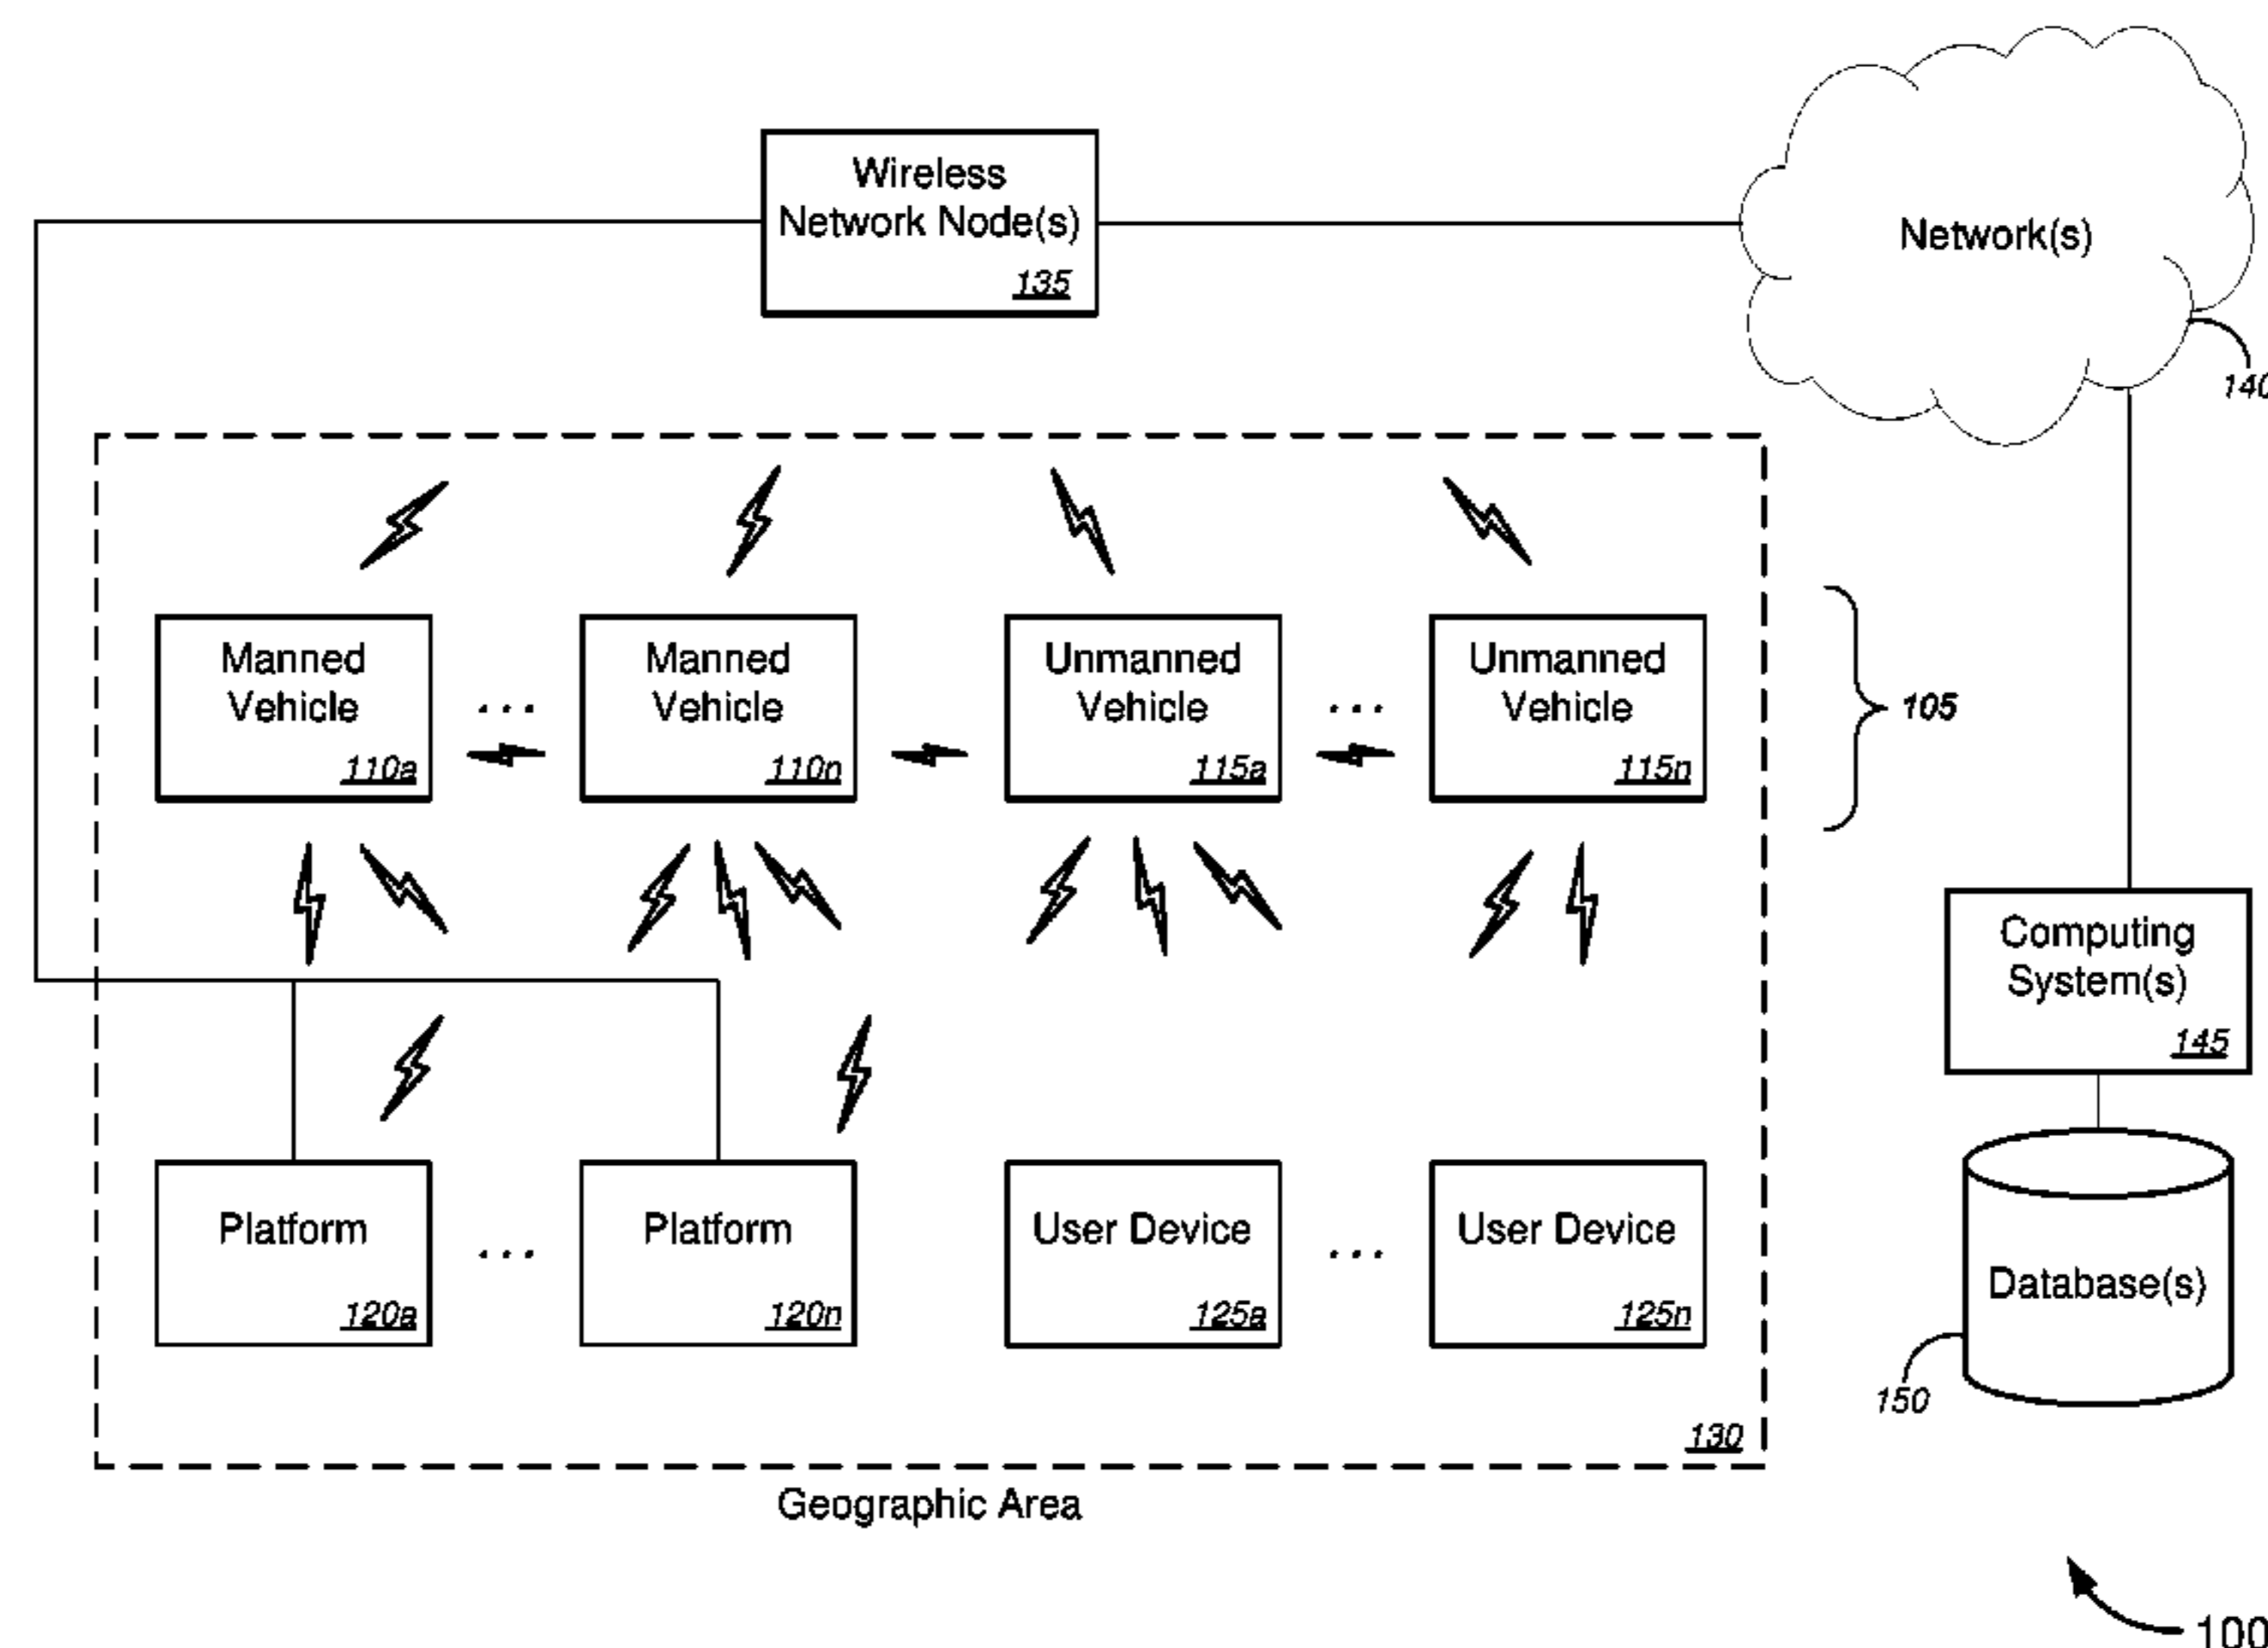 Wireless
Network Node(s)
135
Network(s)
140
Manned
Vehicle
110a
...
Manned
Vehicle
110n
Unmanned
Vehicle
115a
...
Unmanned
Vehicle
115n
105
Computing
System(s)
145
Platform
120a
...
Platform
120n
User Device
125a
...
User Device
125n
Database(s)
150
130
Geographic Area
100